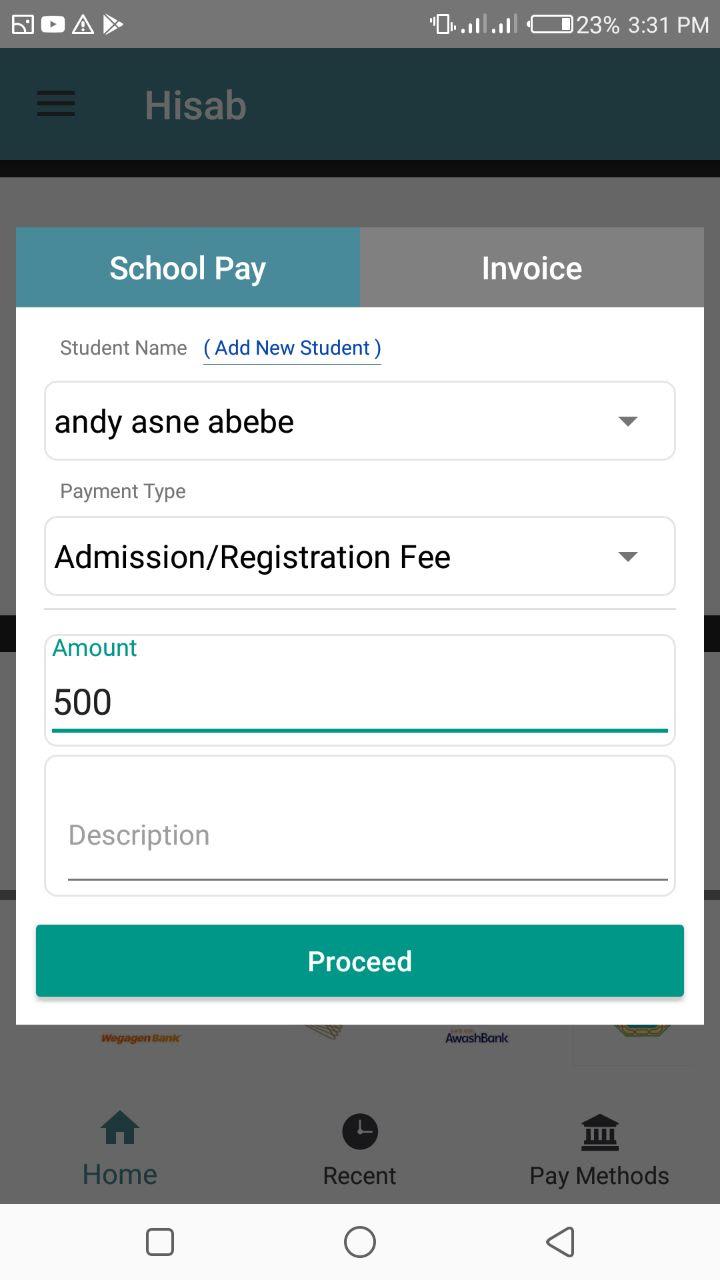 23% 3:31 PM
Hisab
School Pay
Invoice
Student Name ( Add New Student )
andy asne abebe
Payment Type
Admission/Registration Fee
Amount
500
Description
Proceed
Wegagen Bank
AwashBank
Home
Recent
Pay Methods